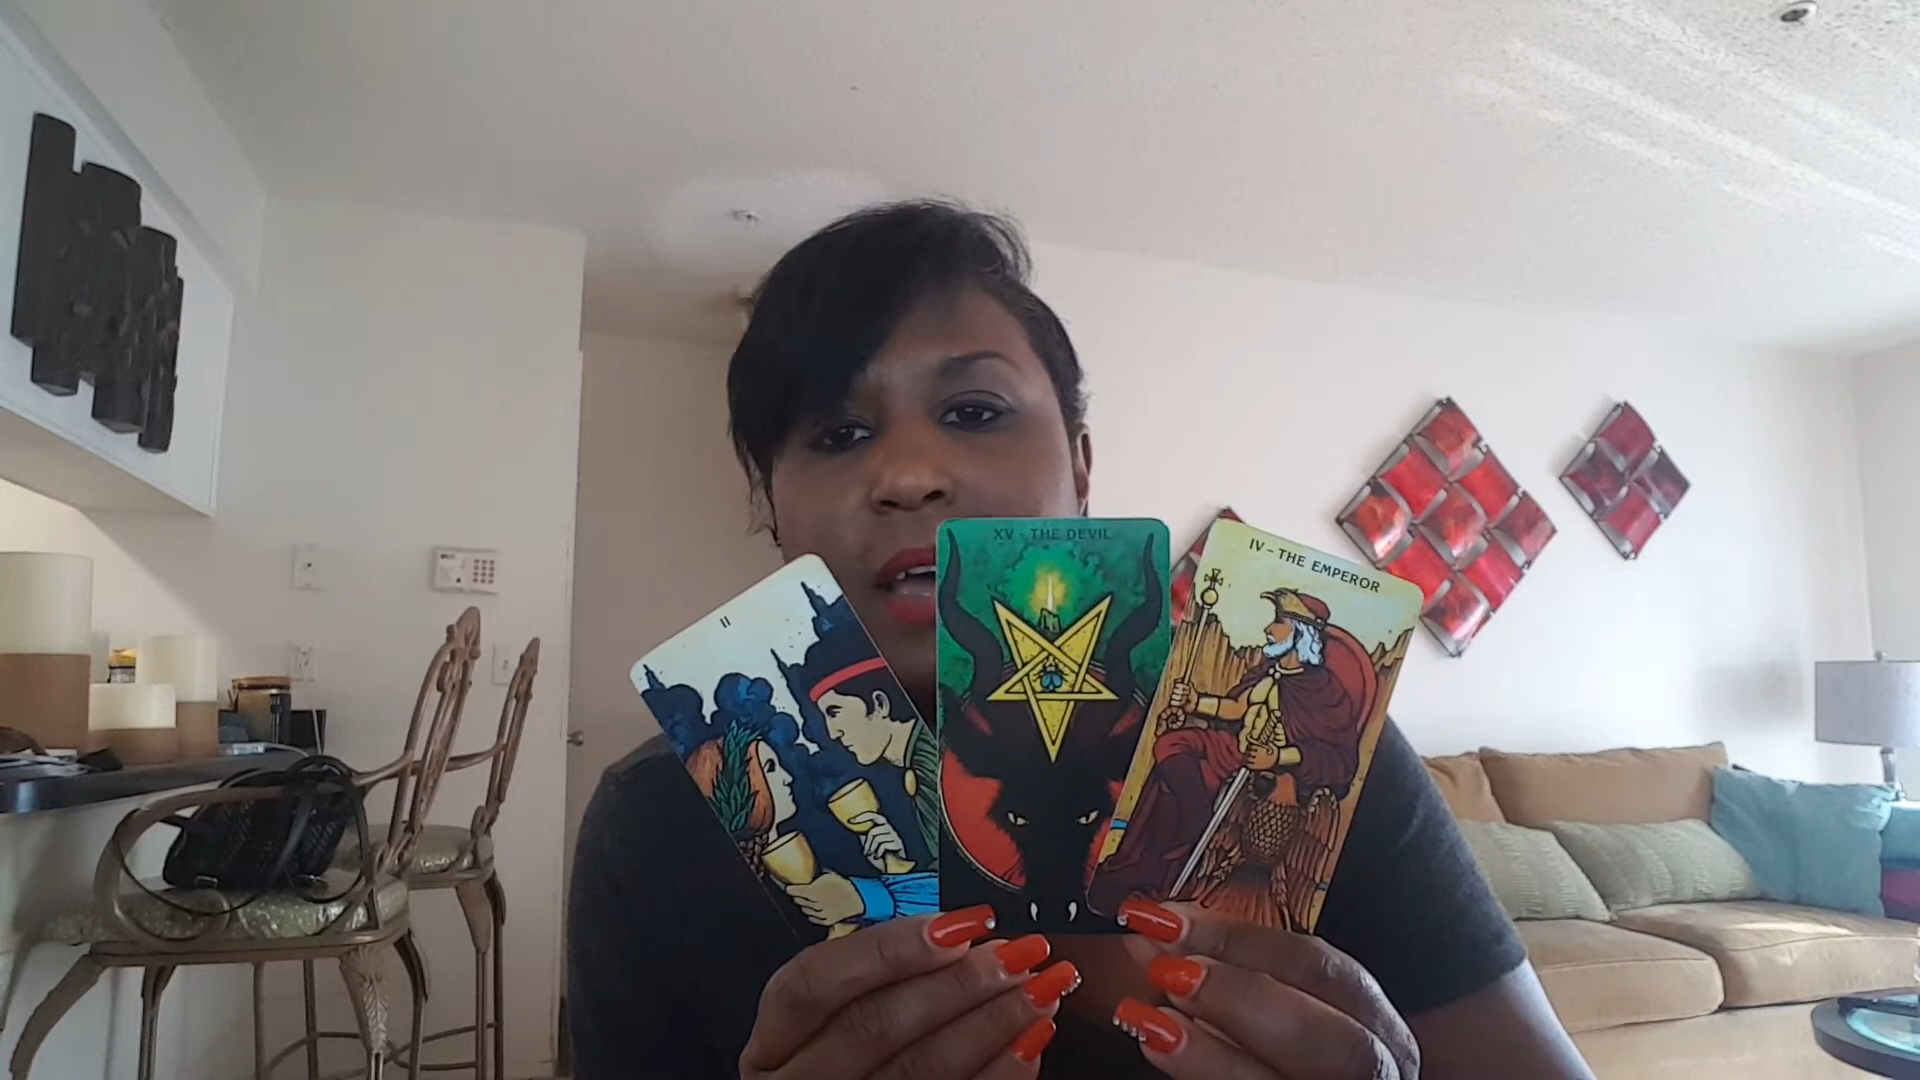 II
XV - THE DEVIL
IV - THE EMPEROR